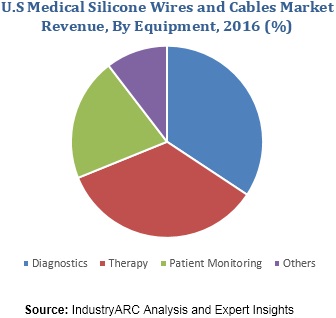 U.S Medical Silicone Wires and Cables Market
Revenue, By Equipment, 2016 (%)
Diagnostics Therapy Patient Monitoring Others
Source: IndustryARC Analysis and Expert Insights